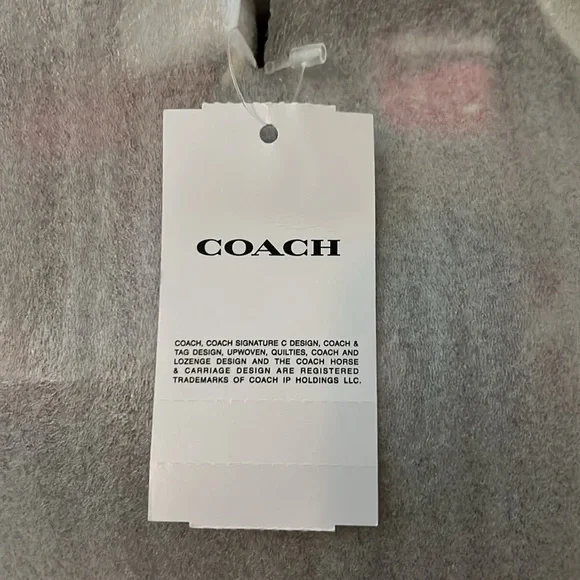 COACH
COACH, COACH SIGNATURE C DESIGN, COACH &
TAG DESIGN, UPWOVEN, QUILTIES, COACH AND
LOZENGE DESIGN AND THE COACH HORSE
& CARRIAGE DESIGN ARE REGISTERED
TRADEMARKS OF COACH IP HOLDINGS LLC.